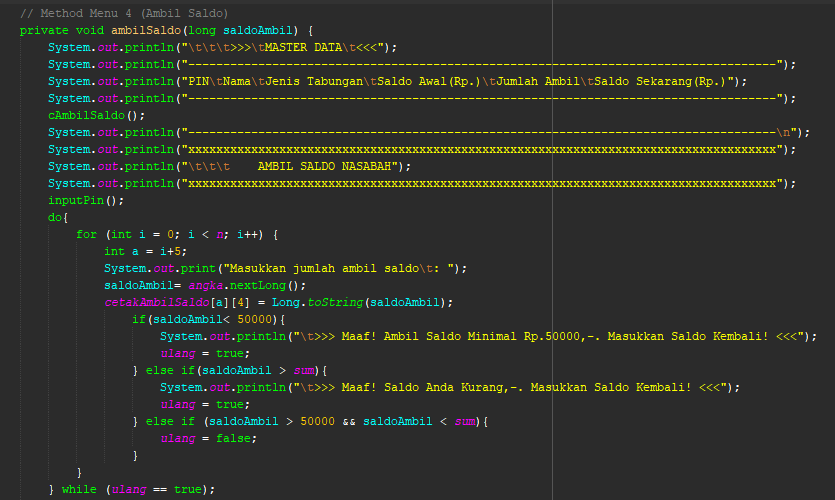 // Method Menu 4 (Ambil Saldo)
private void ambilSaldo(long saldoAmbil) {
System.out.println("\t\t\t>>>\tMASTER DATA\t<<<");
System.out.println("------------------------------------------------------------------------------------");
System.out.println("PIN\tNama\tJenis Tabungan\tSaldo Awal(Rp.)\tJumlah Ambil\tSaldo Sekarang(Rp.)");
System.out.println("------------------------------------------------------------------------------------");
cAmbilSaldo();
System.out.println("------------------------------------------------------------------------------------\n");
System.out.println("xxxxxxxxxxxxxxxxxxxxxxxxxxxxxxxxxxxxxxxxxxxxxxxxxxxxxxxxxxxxxxxxxxxxxxxxxxxxxxxxxxxx");
System.out.println("\t\t\t    AMBIL SALDO NASABAH");
System.out.println("xxxxxxxxxxxxxxxxxxxxxxxxxxxxxxxxxxxxxxxxxxxxxxxxxxxxxxxxxxxxxxxxxxxxxxxxxxxxxxxxxxxx");
inputPin();
do{
for (int i = 0; i < n; i++) {
int a = i+5;
System.out.print("Masukkan jumlah ambil saldo\t: ");
saldoAmbil= angka.nextLong();
cetakAmbilSaldo[a][4] = Long.toString(saldoAmbil);
if(saldoAmbil< 50000){
System.out.println("\t>>> Maaf! Ambil Saldo Minimal Rp.50000,-. Masukkan Saldo Kembali! <<<");
ulang = true;
} else if(saldoAmbil > sum){
System.out.println("\t>>> Maaf! Saldo Anda Kurang,-. Masukkan Saldo Kembali! <<<");
ulang = true;
} else if (saldoAmbil > 50000 && saldoAmbil < sum){
ulang = false;
}
}
} while (ulang == true);